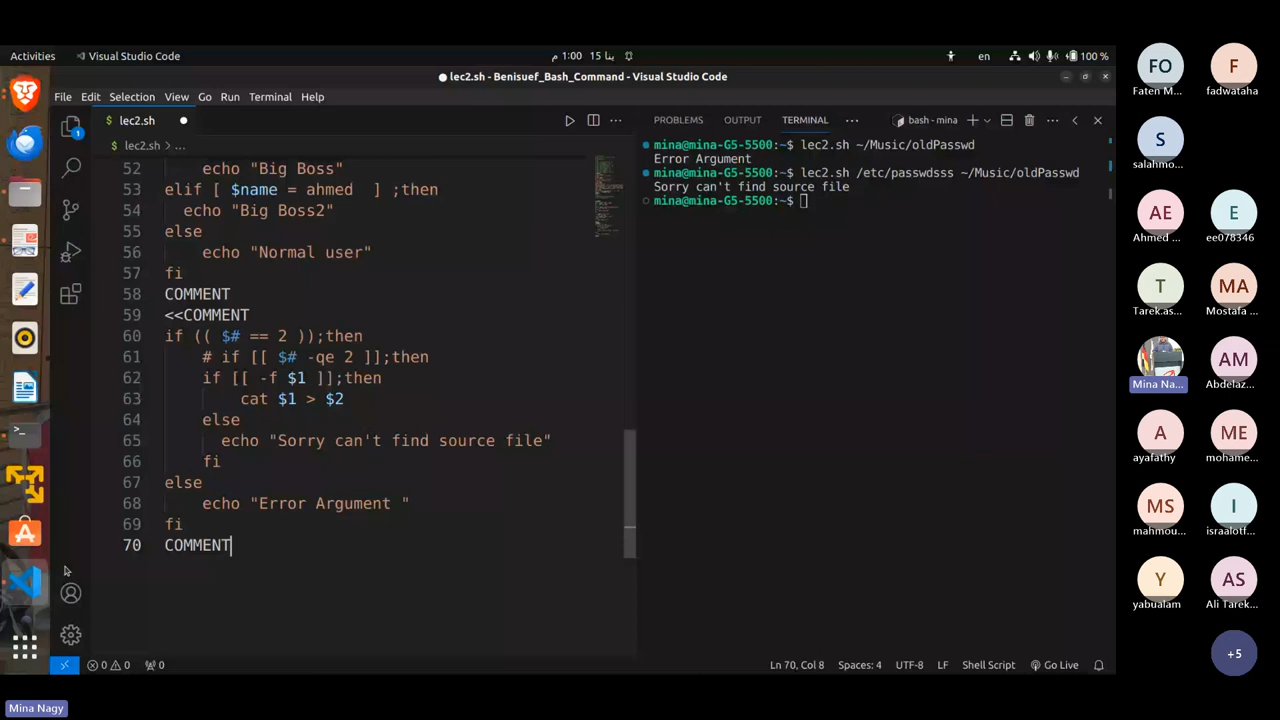 Activities
Visual Studio Code
م 1:00 15 يـا
en
100 %
lec2.sh - Benisuef_Bash_Command - Visual Studio Code
File Edit Selection View Go Run Terminal Help
lec2.sh
PROBLEMS OUTPUT TERMINAL
bash - mina
lec2.sh > ...
52 echo "Big Boss"
53 elif [ $name = ahmed ] ;then
54 echo "Big Boss2"
55 else
56 echo "Normal user"
57 fi
58 COMMENT
59 <<COMMENT
60 if (( $# == 2 ));then
61 # if [[ $# -qe 2 ]];then
62 if [[ -f $1 ]];then
63 cat $1 > $2
64 else
65 echo "Sorry can't find source file"
66 fi
67 else
68 echo "Error Argument "
69 fi
70 COMMENT
mina@mina-G5-5500:~$ lec2.sh ~/Music/oldPasswd
Error Argument
mina@mina-G5-5500:~$ lec2.sh /etc/passwdsss ~/Music/oldPasswd
Sorry can't find source file
mina@mina-G5-5500:~$
1
0 0 0
Ln 70, Col 8 Spaces: 4 UTF-8 LF Shell Script Go Live
FO
Faten M...
F
fadwataha
S
salahmo...
AE
Ahmed ...
E
ee078346
T
Tarek.as...
MA
Mostafa ...
Mina Na...
AM
Abdelaz...
A
ayafathy
ME
mohame...
MS
mahmou...
I
israalotf...
Y
yabualam
AS
Ali Tarek...
+5
Mina Nagy